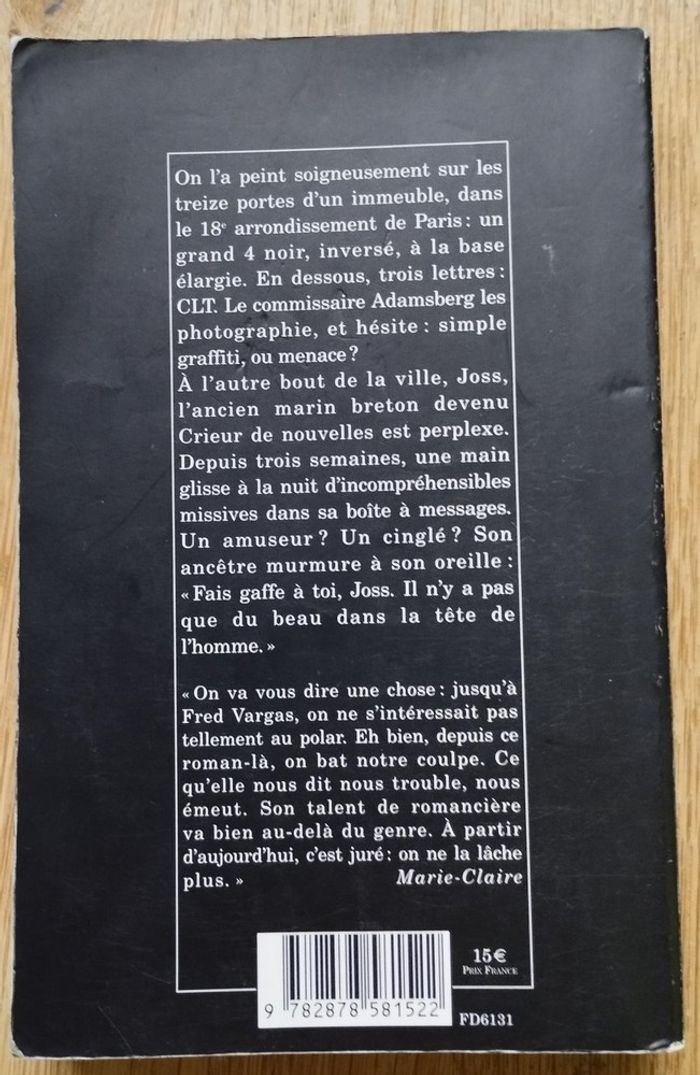 On l'a peint soigneusement sur les
treize portes d'un immeuble, dans
le 18e arrondissement de Paris : un
grand 4 noir, inversé, à la base
élargie. En dessous, trois lettres :
CLT. Le commissaire Adamsberg les
photographie, et hésite : simple
graffiti, ou menace ?
À l'autre bout de la ville, Joss,
l'ancien marin breton devenu
Crieur de nouvelles est perplexe.
Depuis trois semaines, une main
glisse à la nuit d'incompréhensibles
missives dans sa boîte à messages.
Un amuseur ? Un cinglé ? Son
ancêtre murmure à son oreille :
« Fais gaffe à toi, Joss. Il n'y a pas
que du beau dans la tête de
l'homme. »
« On va vous dire une chose : jusqu'à
Fred Vargas, on ne s'intéressait pas
tellement au polar. Eh bien, depuis ce
roman-là, on bat notre coulpe. Ce
qu'elle nous dit nous trouble, nous
émeut. Son talent de romancière
va bien au-delà du genre. À partir
d'aujourd'hui, c'est juré : on ne la lâche
plus. » Marie-Claire
15 €
PRIX FRANCE
9 782878 581522
FD6131